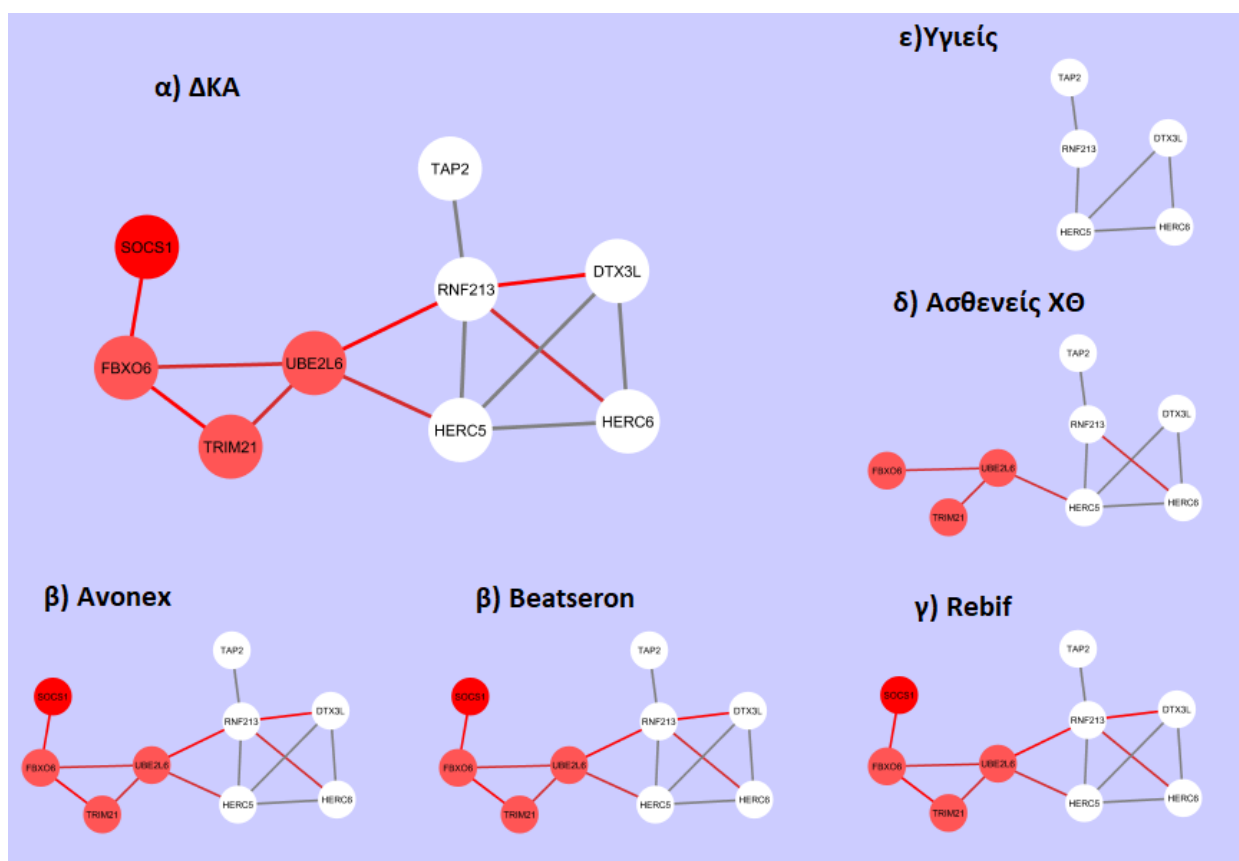 α) ΔΚΑ
TAP2
SOCS1
DTX3L
RNF213
FBXO6
UBE2L6
TRIM21
HERC5
HERC6
ε)Υγιείς
TAP2
RNF213
DTX3L
HERC5
HERC6
δ) Ασθενείς ΧΘ
TAP2
RNF213
DTX3L
FBXO6
UBE2L6
TRIM21
HERC5
HERC6
β) Avonex
TAP2
SOCS1
RNF213
DTX3L
FBXO6
UBE2L6
TRIM21
HERC5
HERC6
β) Beatseron
TAP2
SOCS1
RNF213
DTX3L
FBXO6
UBE2L6
TRIM21
HERC5
HERC6
γ) Rebif
TAP2
SOCS1
RNF213
DTX3L
FBXO6
UBE2L6
TRIM21
HERC5
HERC6